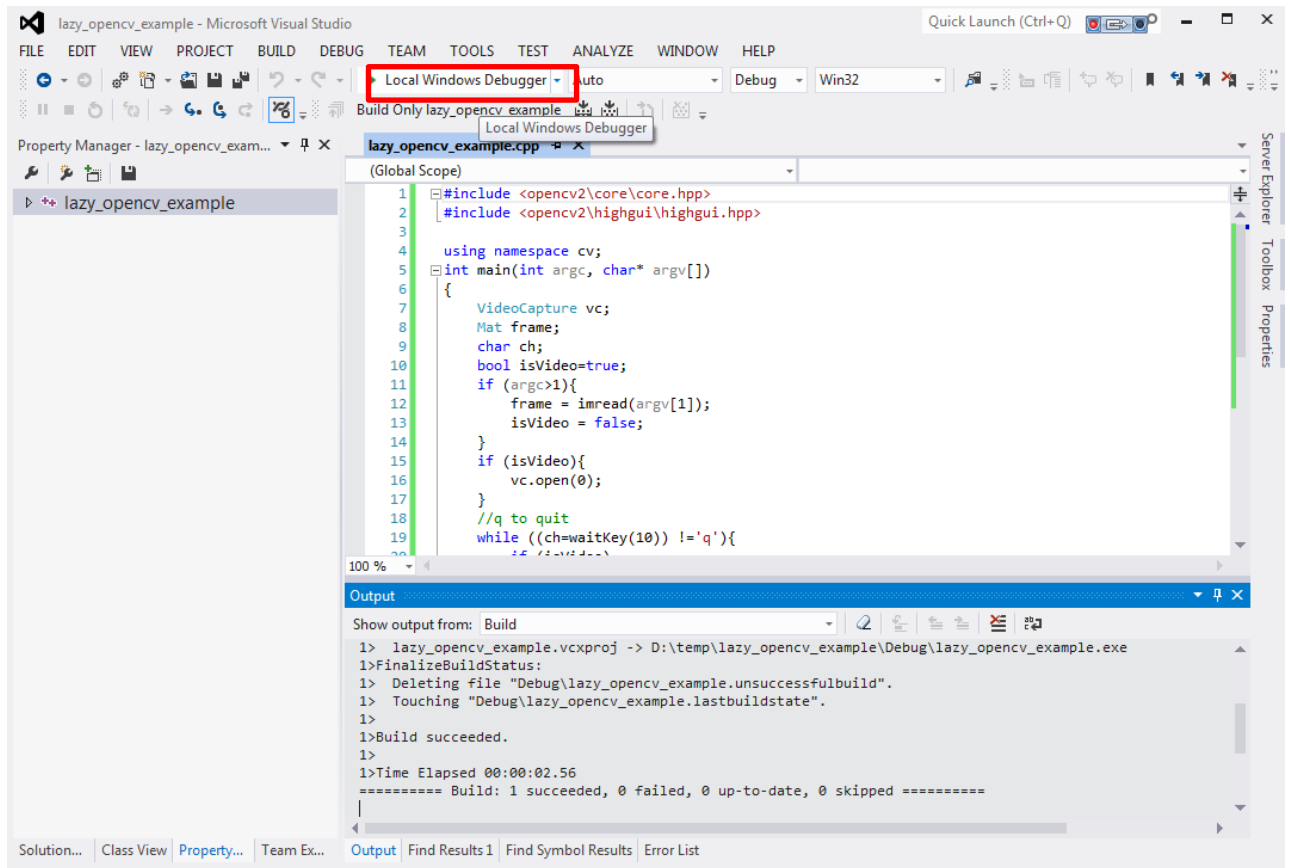 lazy_opencv_example - Microsoft Visual Studio
Quick Launch (Ctrl+Q)
FILE EDIT VIEW PROJECT BUILD DEBUG TEAM TOOLS TEST ANALYZE WINDOW HELP
Local Windows Debugger Auto Debug Win32
Build Only lazy_opencv_example
Local Windows Debugger
Property Manager - lazy_opencv_exam...
lazy_opencv_example
lazy_opencv_example.cpp
(Global Scope)
1 #include <opencv2\core\core.hpp>
2 #include <opencv2\highgui\highgui.hpp>
3
4 using namespace cv;
5 int main(int argc, char* argv[])
6 {
7 VideoCapture vc;
8 Mat frame;
9 char ch;
10 bool isVideo=true;
11 if (argc>1){
12 frame = imread(argv[1]);
13 isVideo = false;
14 }
15 if (isVideo){
16 vc.open(0);
17 }
18 //q to quit
19 while ((ch=waitKey(10)) !='q'){
20 if (isVideo)
100 %
Server Explorer
Toolbox
Properties
Output
Show output from: Build
1> lazy_opencv_example.vcxproj -> D:\temp\lazy_opencv_example\Debug\lazy_opencv_example.exe
1>FinalizeBuildStatus:
1> Deleting file "Debug\lazy_opencv_example.unsuccessfulbuild".
1> Touching "Debug\lazy_opencv_example.lastbuildstate".
1>
1>Build succeeded.
1>
1>Time Elapsed 00:00:02.56
========== Build: 1 succeeded, 0 failed, 0 up-to-date, 0 skipped ==========
Solution... Class View Property... Team Ex...
Output Find Results 1 Find Symbol Results Error List